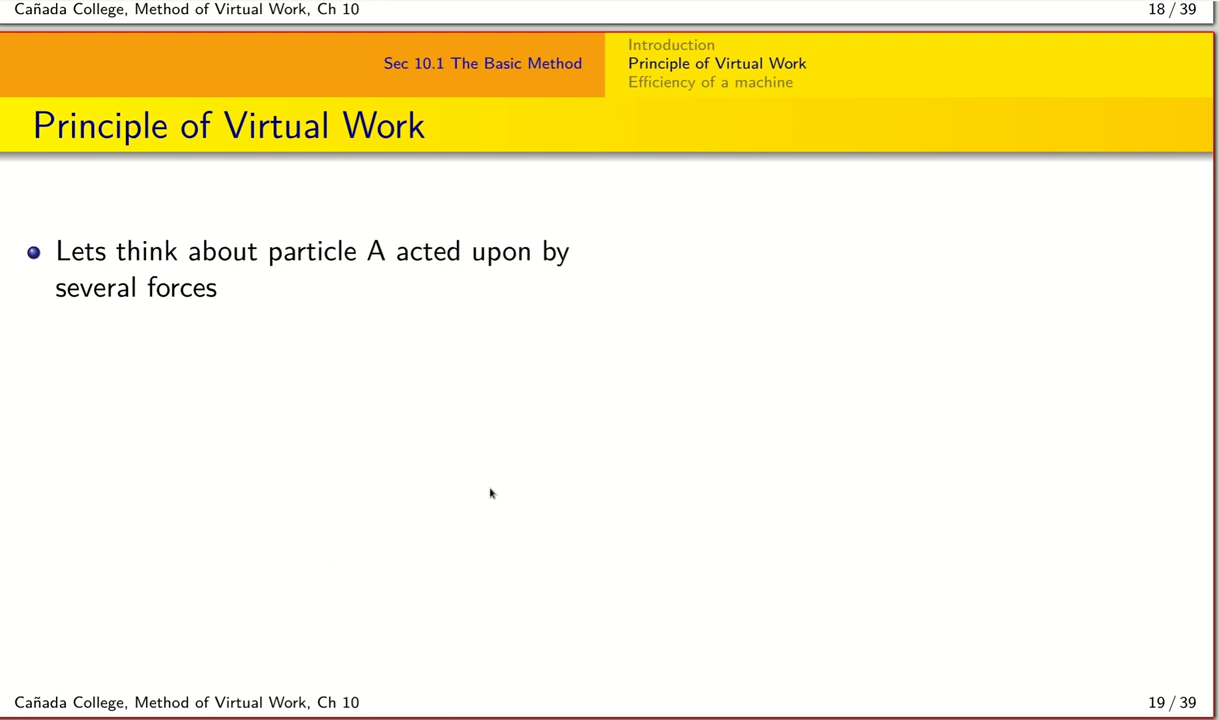 Cañada College, Method of Virtual Work, Ch 10
18 / 39
Sec 10.1 The Basic Method
Introduction
Principle of Virtual Work
Efficiency of a machine
Principle of Virtual Work
Lets think about particle A acted upon by
several forces
Cañada College, Method of Virtual Work, Ch 10
19 / 39